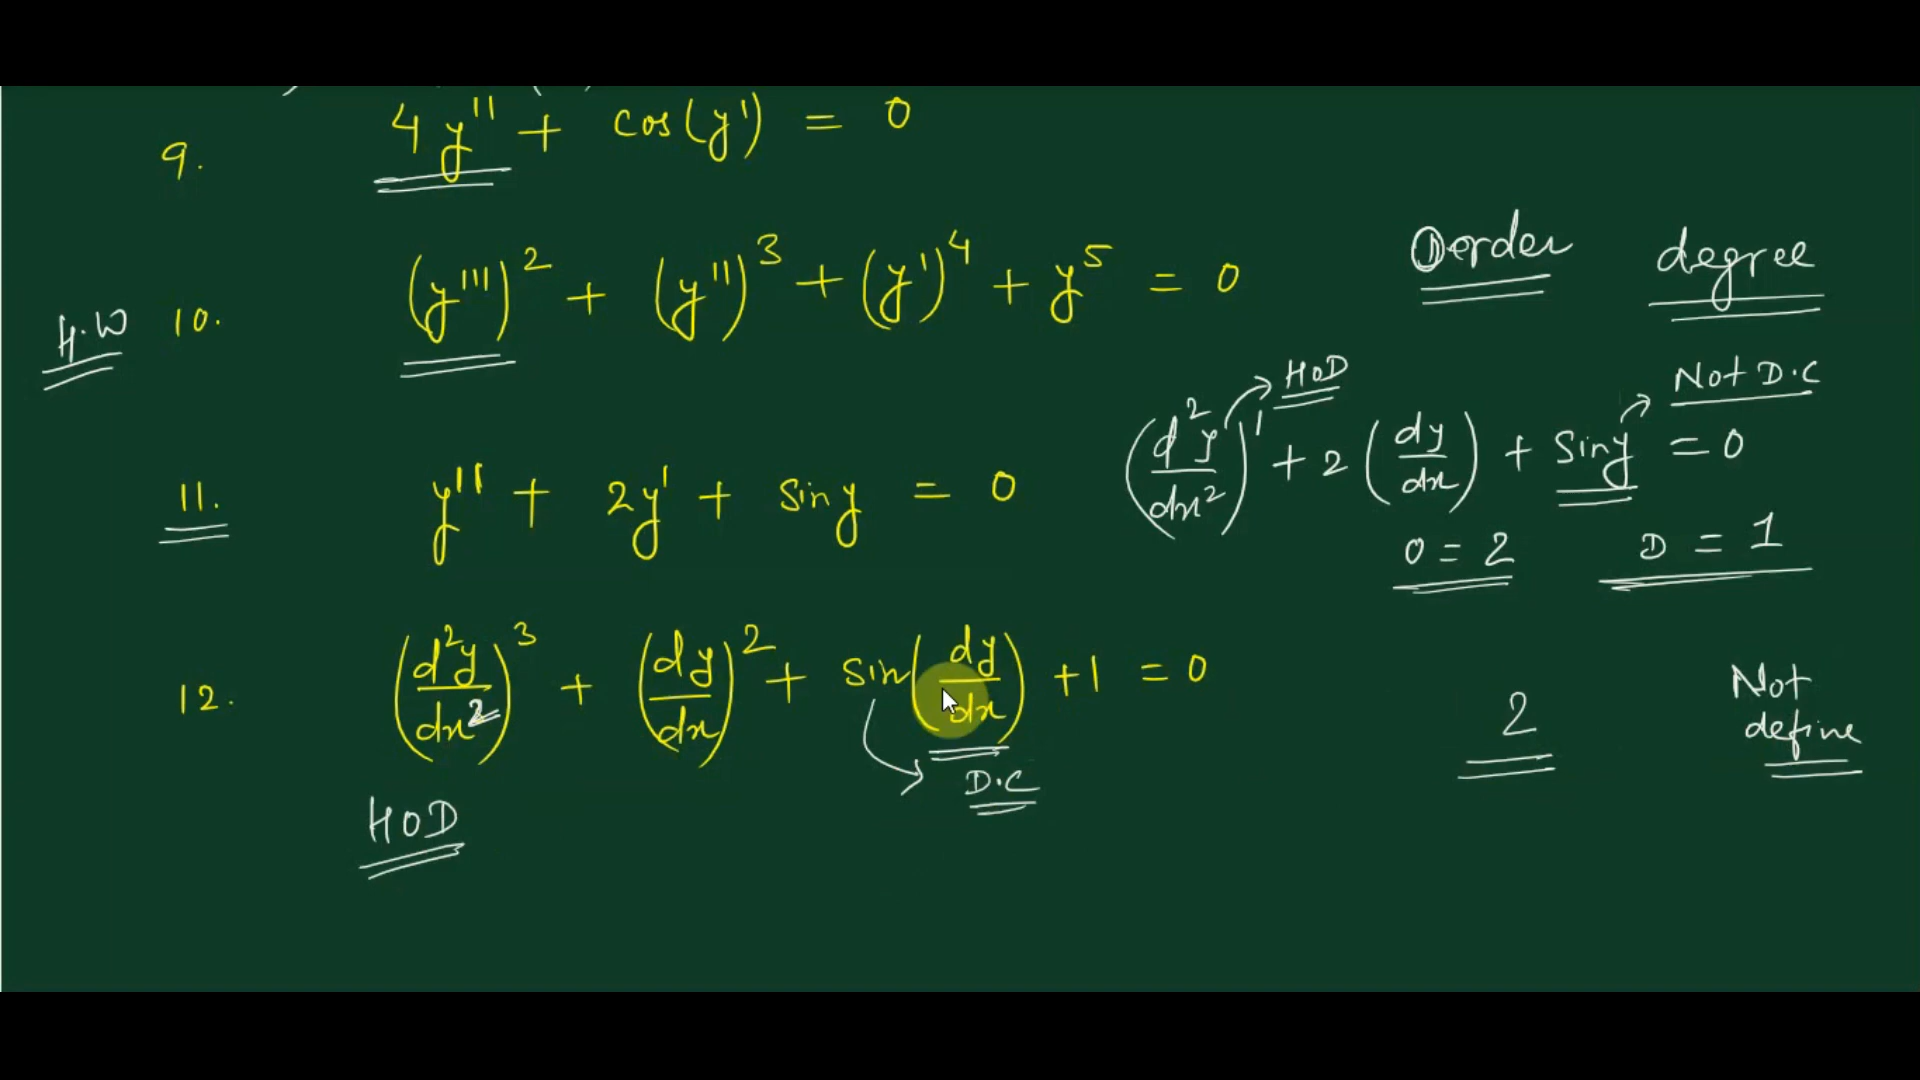 9. 4y'' + cos(y') = 0
Oorder degree
H.W 10. (y''')² + (y'')³ + (y')⁴ + y⁵ = 0
HOD Not D.C
11. y'' + 2y' + sin y = 0 (d²y/dx²)¹ + 2(dy/dx) + Siny = 0
O = 2 D = 1
12. (d²y/dx²)³ + (dy/dx)² + sin(dy/dx) + 1 = 0 2 Not define
D.C
HOD